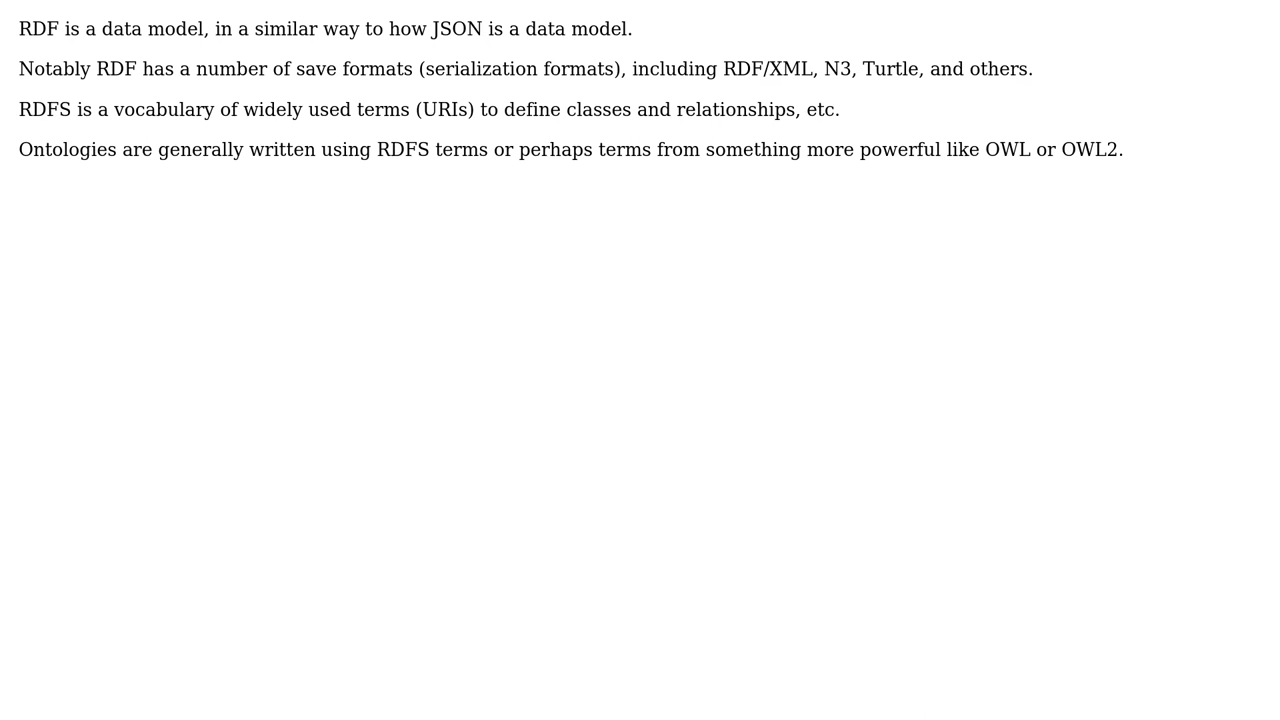 RDF is a data model, in a similar way to how JSON is a data model.
Notably RDF has a number of save formats (serialization formats), including RDF/XML, N3, Turtle, and others.
RDFS is a vocabulary of widely used terms (URIs) to define classes and relationships, etc.
Ontologies are generally written using RDFS terms or perhaps terms from something more powerful like OWL or OWL2.